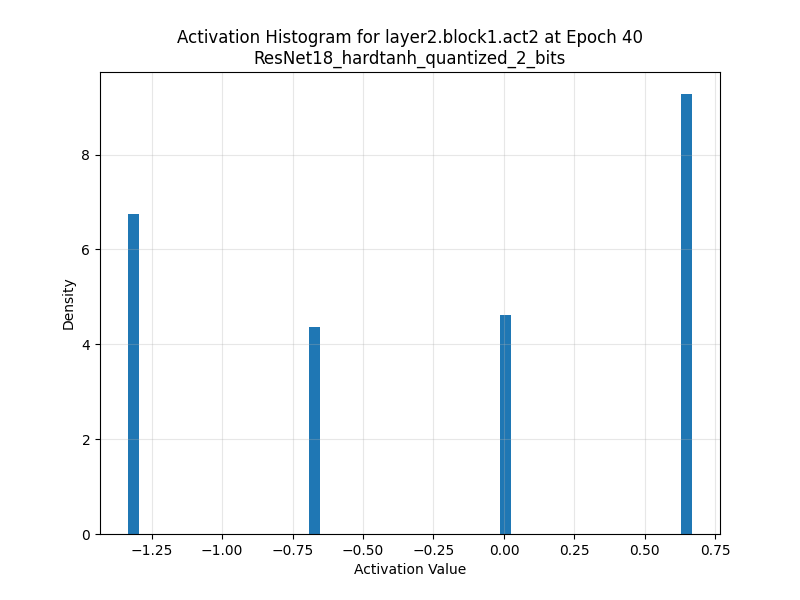 Activation Histogram for layer2.block1.act2 at Epoch 40
ResNet18_hardtanh_quantized_2_bits
Density
8
6
4
2
0
−1.25 −1.00 −0.75 −0.50 −0.25 0.00 0.25 0.50 0.75
Activation Value